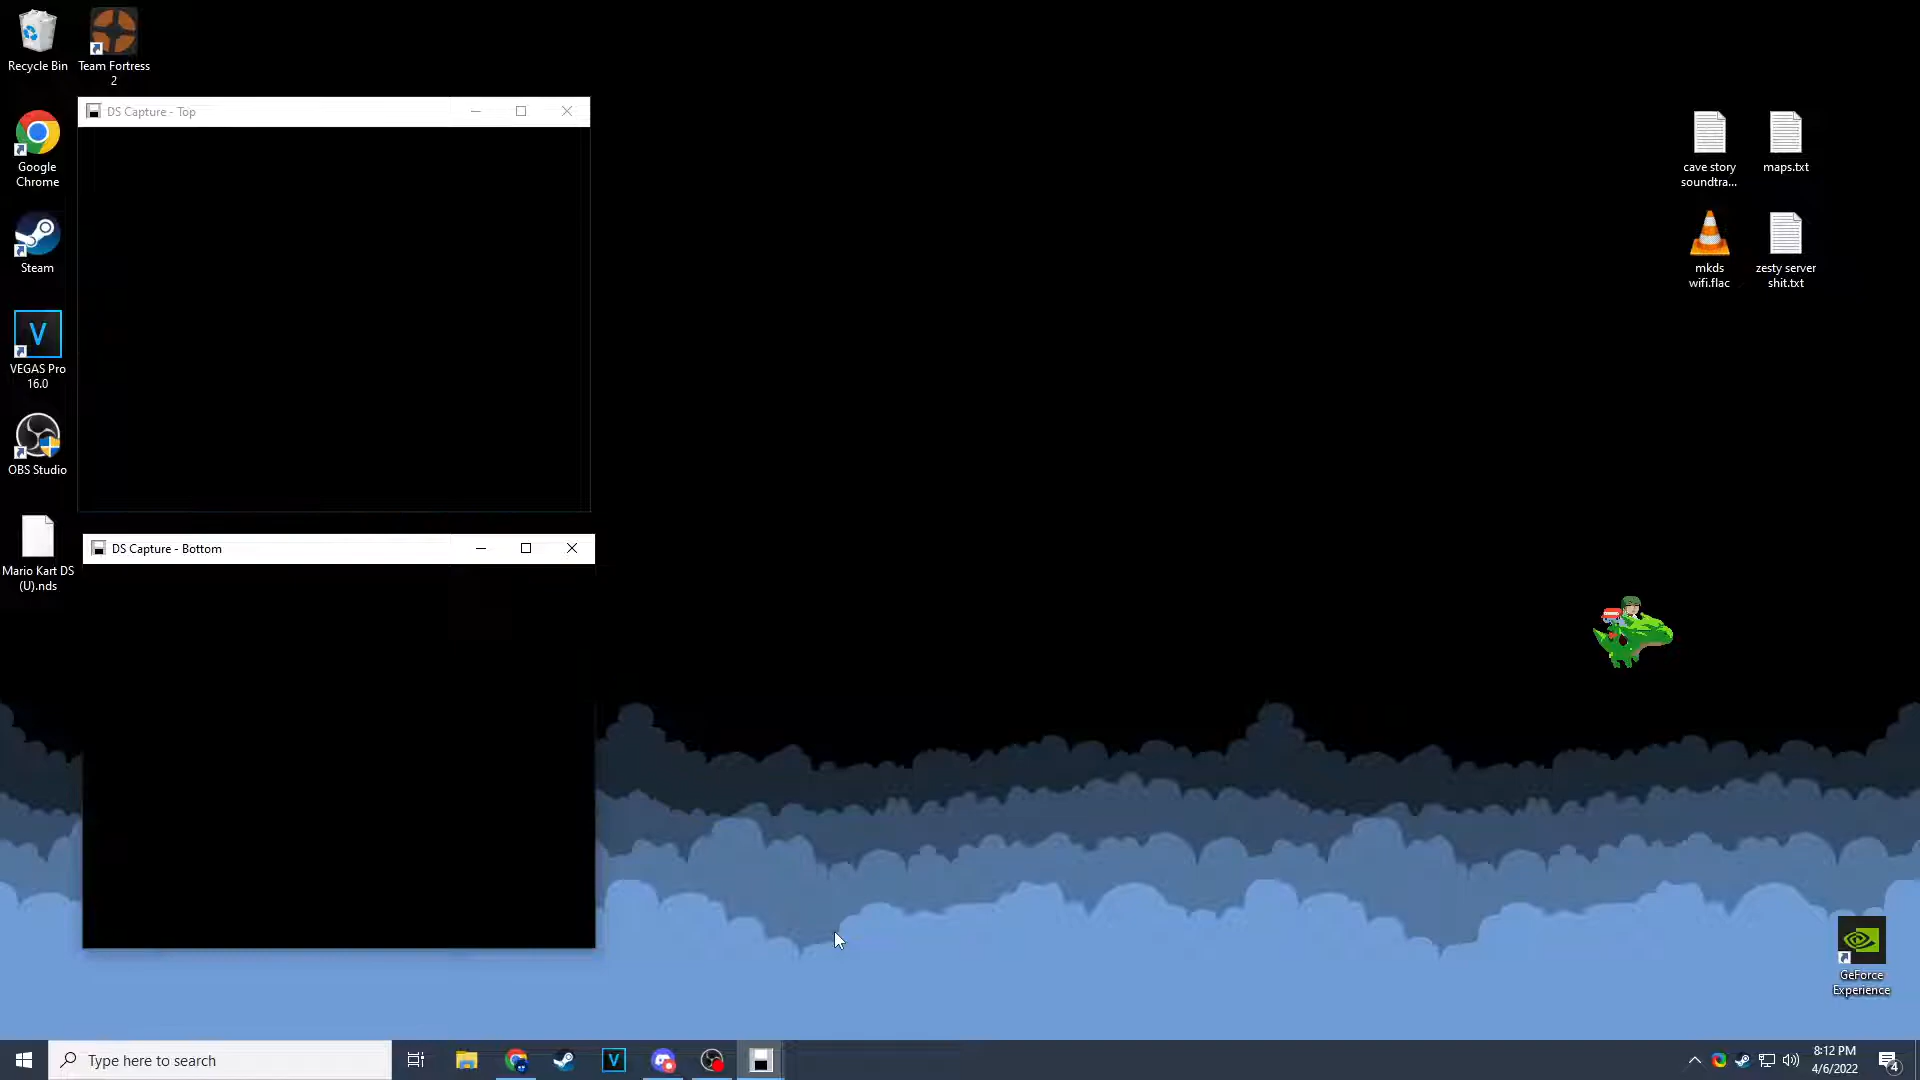 Recycle Bin
Team Fortress
2
DS Capture - Top
Google
Chrome
cave story
soundtra...
maps.txt
Steam
mkds
wifi.flac
zesty server
shit.txt
V
VEGAS Pro
16.0
OBS Studio
DS Capture - Bottom
Mario Kart DS
(U).nds
GeForce
Experience
Type here to search
V
8:12 PM
4/6/2022
4